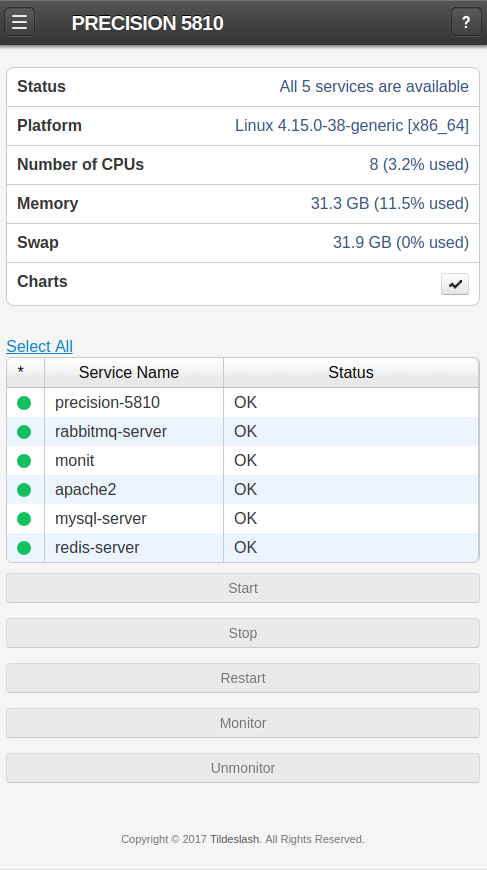 PRECISION 5810 ?
Status All 5 services are available
Platform Linux 4.15.0-38-generic [x86_64]
Number of CPUs 8 (3.2% used)
Memory 31.3 GB (11.5% used)
Swap 31.9 GB (0% used)
Charts
Select All
* Service Name Status
precision-5810 OK
rabbitmq-server OK
monit OK
apache2 OK
mysql-server OK
redis-server OK
Start
Stop
Restart
Monitor
Unmonitor
Copyright © 2017 Tildeslash. All Rights Reserved.